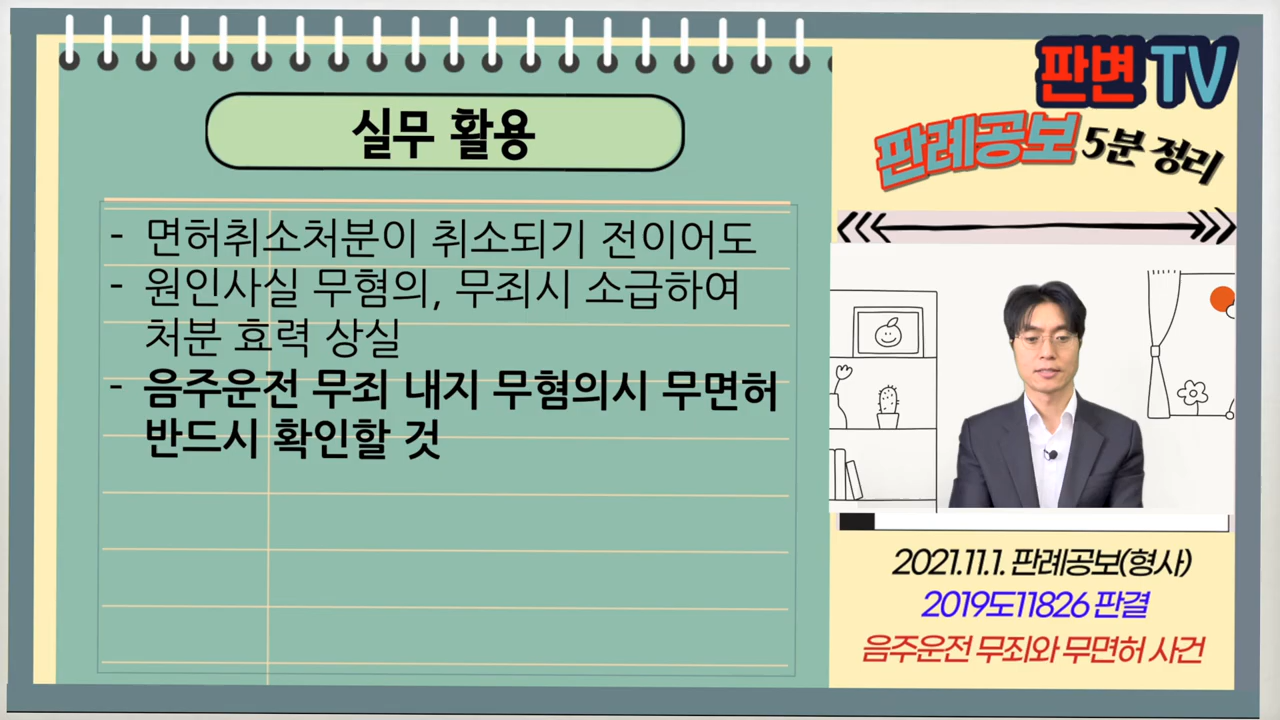 실무 활용
- 면허취소처분이 취소되기 전이어도
- 원인사실 무혐의, 무죄시 소급하여
처분 효력 상실
- 음주운전 무죄 내지 무혐의시 무면허
반드시 확인할 것
판변 TV
판례공보 5분 정리
2021.11.1. 판례공보(형사)
2019도11826 판결
음주운전 무죄와 무면허 사건